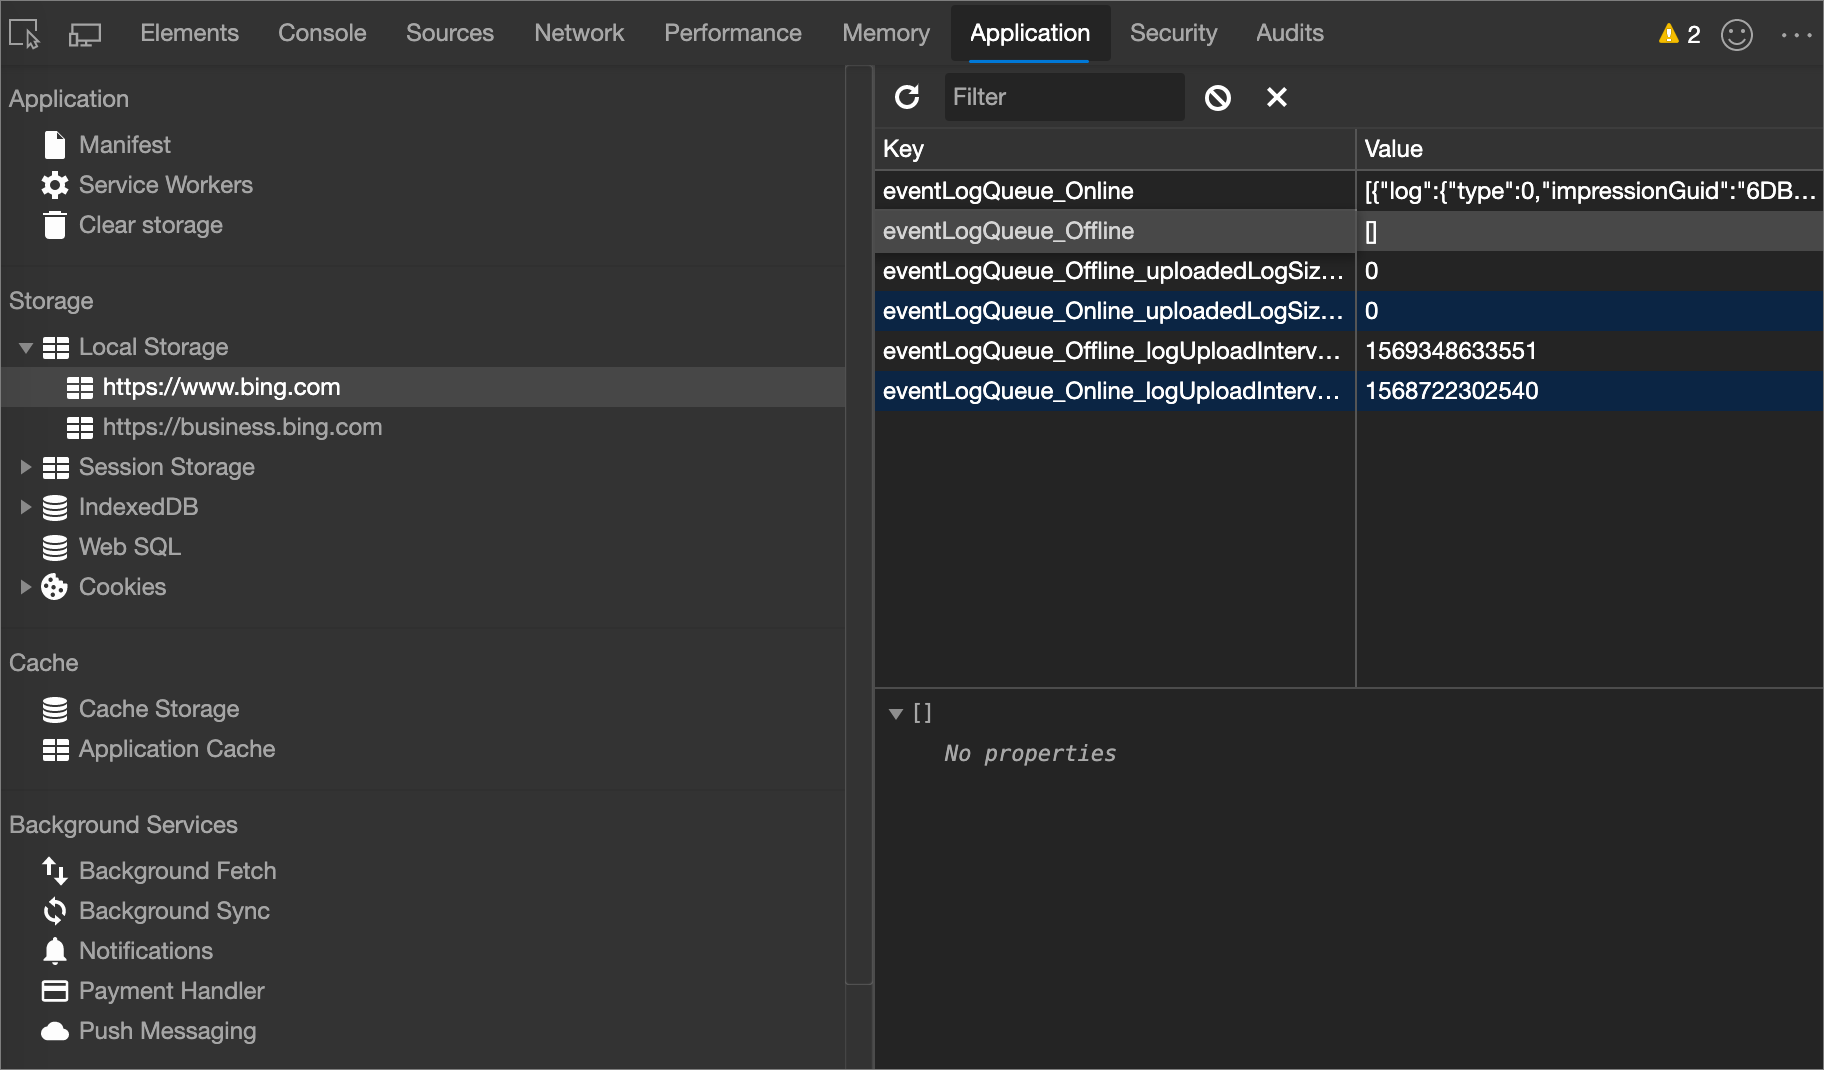 Elements Console Sources Network Performance Memory Application Security Audits 2
Application
Manifest
Service Workers
Clear storage
Storage
Local Storage
https://www.bing.com
https://business.bing.com
Session Storage
IndexedDB
Web SQL
Cookies
Cache
Cache Storage
Application Cache
Background Services
Background Fetch
Background Sync
Notifications
Payment Handler
Push Messaging
Filter
Key Value
eventLogQueue_Online [{"log":{"type":0,"impressionGuid":"6DB…
eventLogQueue_Offline []
eventLogQueue_Offline_uploadedLogSiz… 0
eventLogQueue_Online_uploadedLogSiz… 0
eventLogQueue_Offline_logUploadInterv… 1569348633551
eventLogQueue_Online_logUploadInterv… 1568722302540
[]
No properties